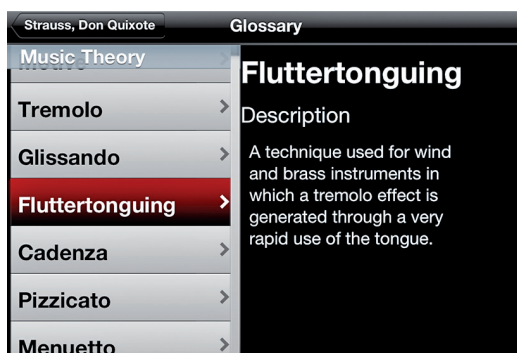 Strauss, Don Quixote
Glossary
Music Theory
Tremolo
Glissando
Fluttertonguing
Cadenza
Pizzicato
Menuetto
Fluttertonguing
Description
A technique used for wind
and brass instruments in
which a tremolo effect is
generated through a very
rapid use of the tongue.